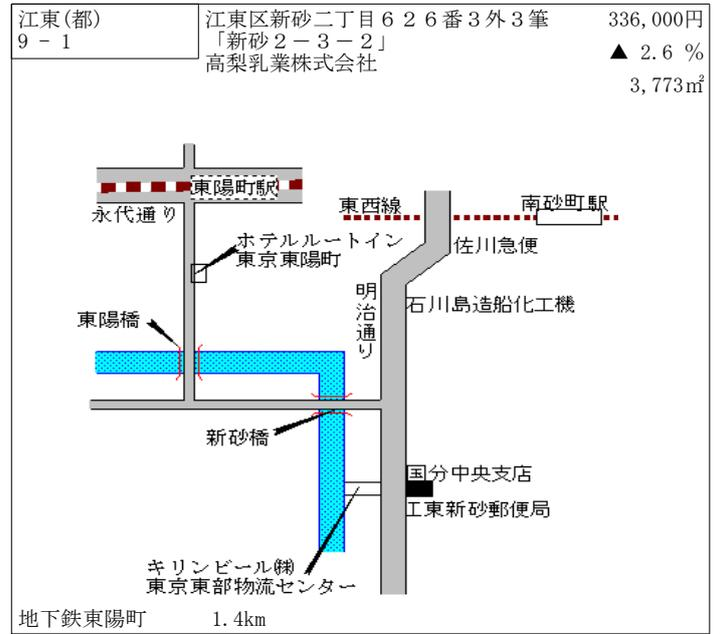 江東(都)
9 - 1
江東区新砂二丁目６２６番３外３筆
「新砂２－３－２」
高梨乳業株式会社
336,000円
▲ 2.6 %
3,773㎡
東陽町駅
永代通り
東西線
南砂町駅
佐川急便
ホテルルートイン
東京東陽町
明治通り
石川島造船化工機
東陽橋
新砂橋
国分中央支店
江東新砂郵便局
キリンビール㈱
東京東部物流センター
地下鉄東陽町 1.4km